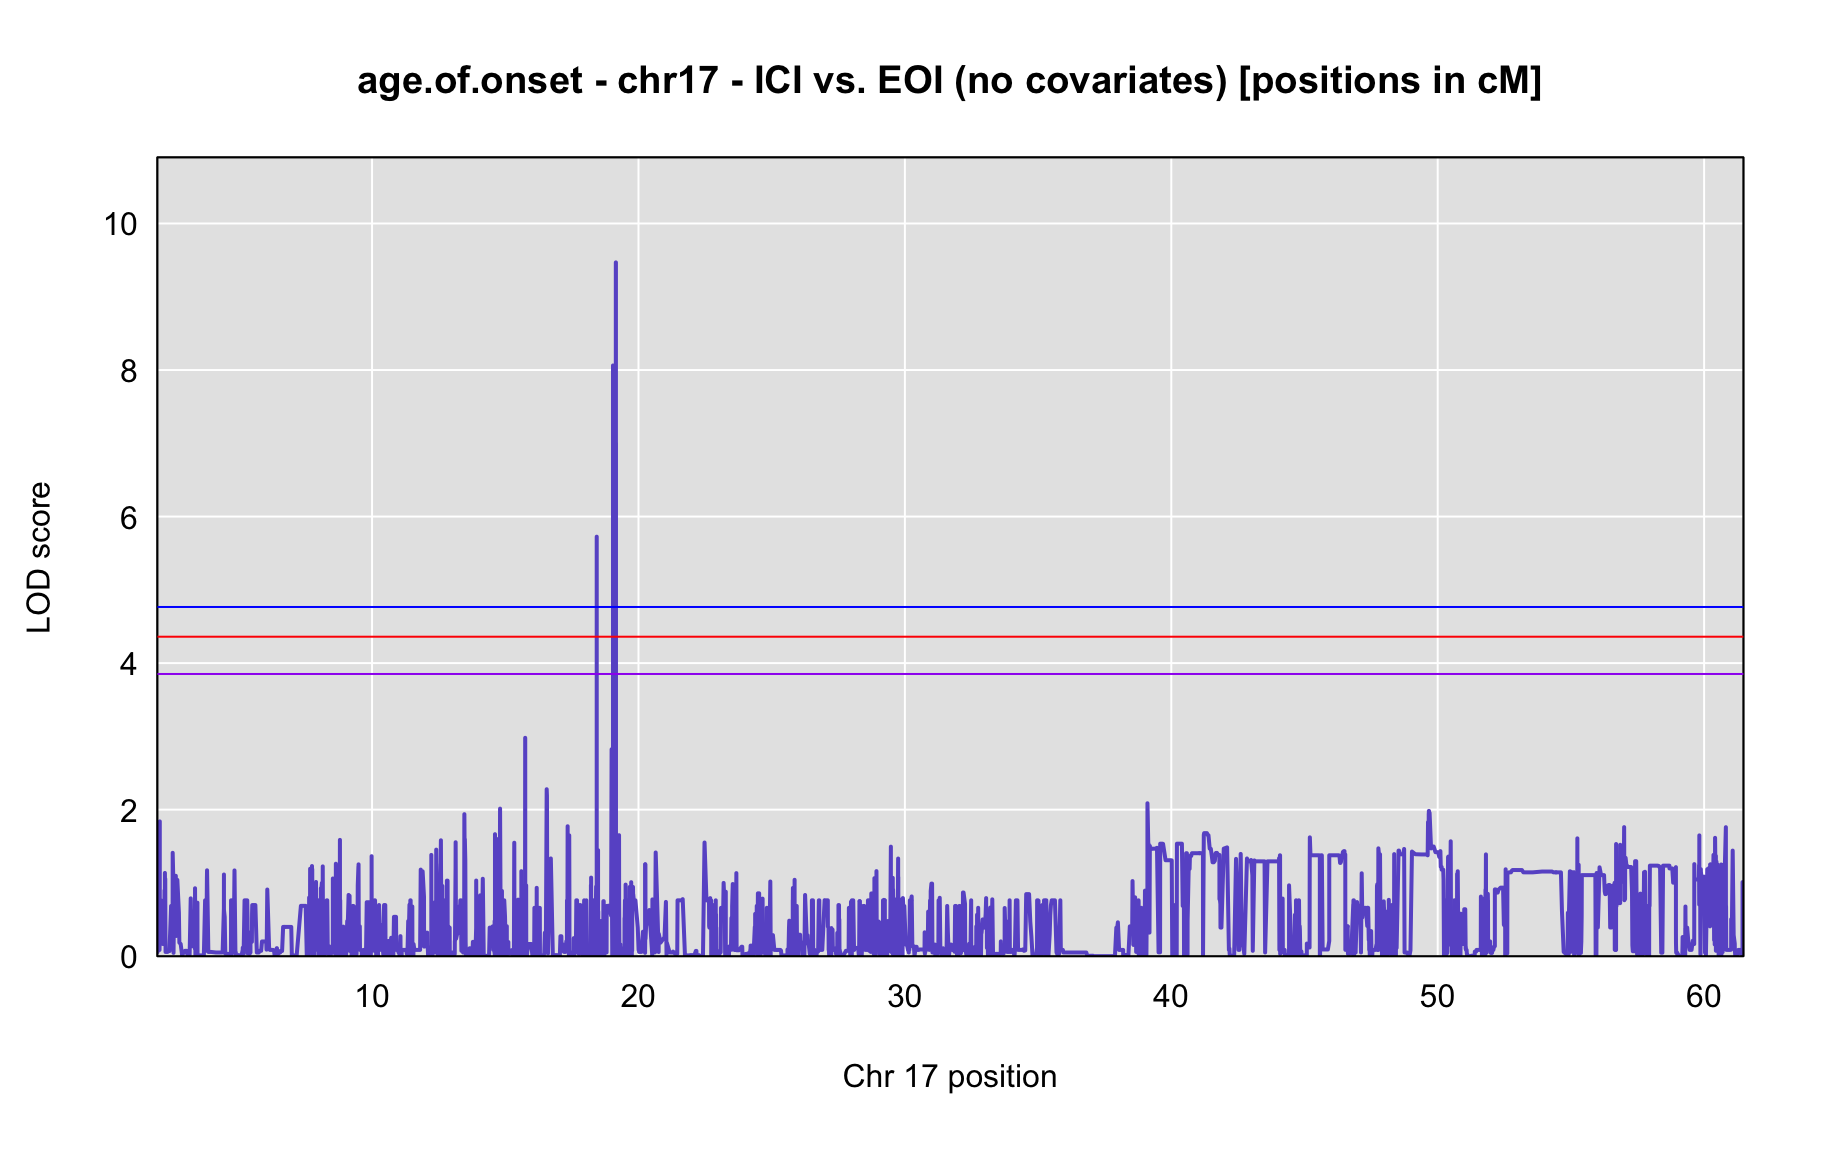 age.of.onset - chr17 - ICI vs. EOI (no covariates) [positions in cM]
10
8
6
4
2
0
LOD score
10 20 30 40 50 60
Chr 17 position